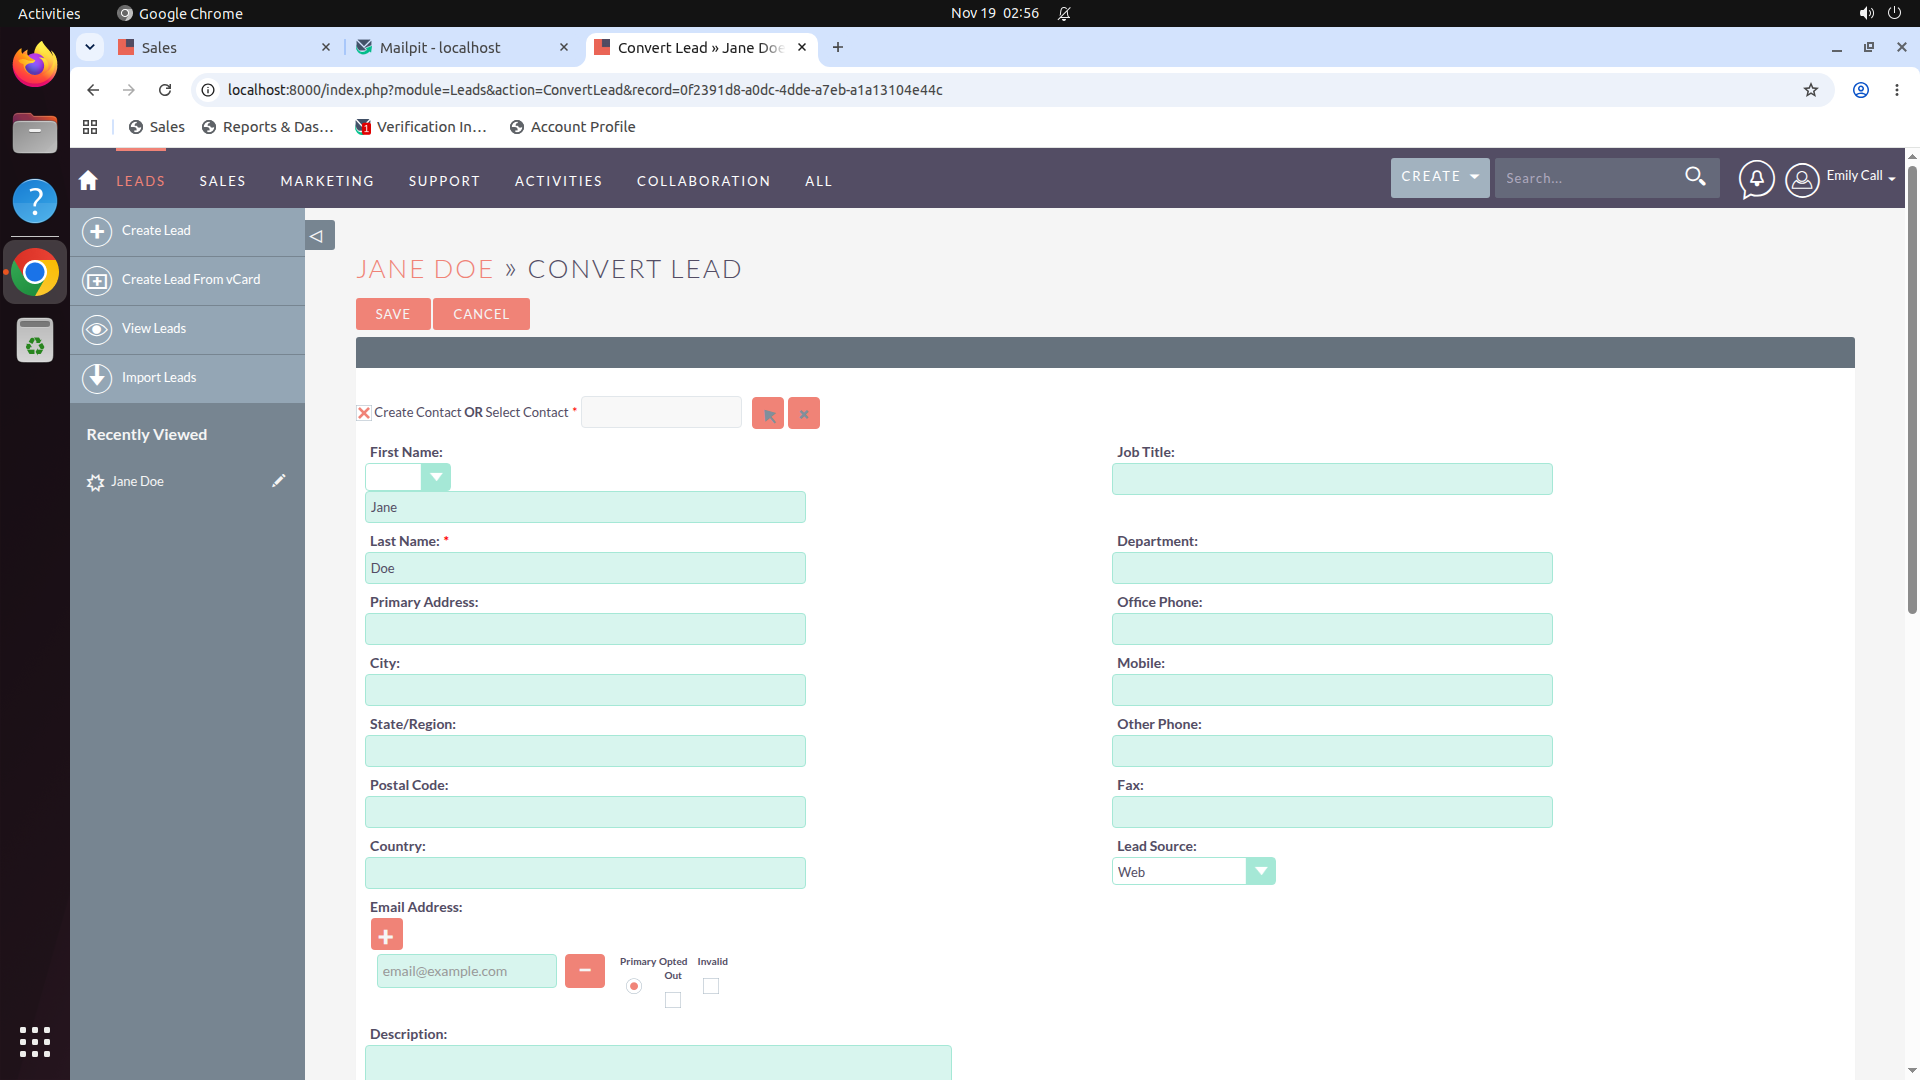 Activities
Google Chrome
Nov 19 02:56
Sales
Mailpit - localhost
Convert Lead » Jane Doe
localhost:8000/index.php?module=Leads&action=ConvertLead&record=0f2391d8-a0dc-4dde-a7eb-a1a13104e44c
Sales
Reports & Das...
Verification In...
Account Profile
LEADS
SALES
MARKETING
SUPPORT
ACTIVITIES
COLLABORATION
ALL
CREATE
Search...
Emily Call
Create Lead
Create Lead From vCard
View Leads
Import Leads
Recently Viewed
Jane Doe
JANE DOE » CONVERT LEAD
SAVE
CANCEL
Create Contact OR Select Contact *
First Name:
Jane
Job Title:
Last Name: *
Doe
Department:
Primary Address:
Office Phone:
City:
Mobile:
State/Region:
Other Phone:
Postal Code:
Fax:
Country:
Lead Source:
Web
Email Address:
email@example.com
Primary
Opted Out
Invalid
Description: